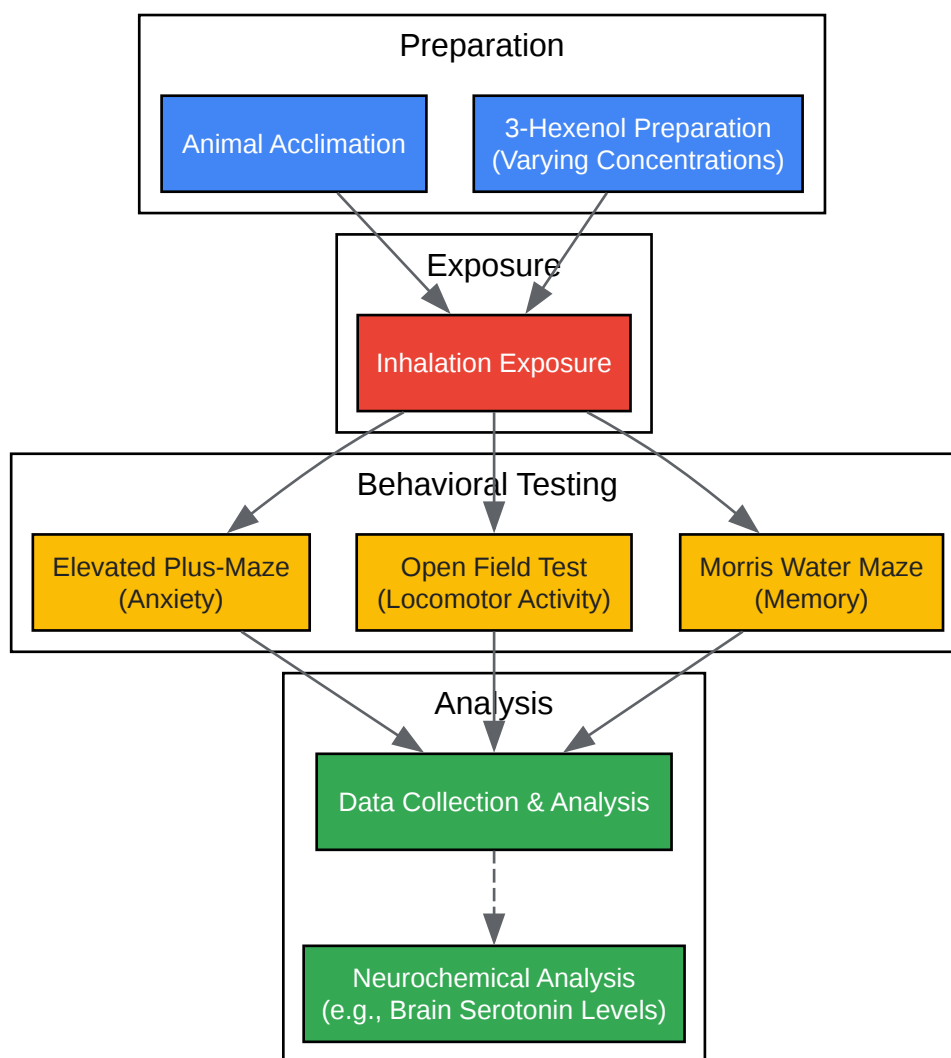 Preparation
Animal Acclimation
3-Hexenol Preparation
(Varying Concentrations)
Exposure
Inhalation Exposure
Behavioral Testing
Elevated Plus-Maze
(Anxiety)
Open Field Test
(Locomotor Activity)
Morris Water Maze
(Memory)
Analysis
Data Collection & Analysis
Neurochemical Analysis
(e.g., Brain Serotonin Levels)